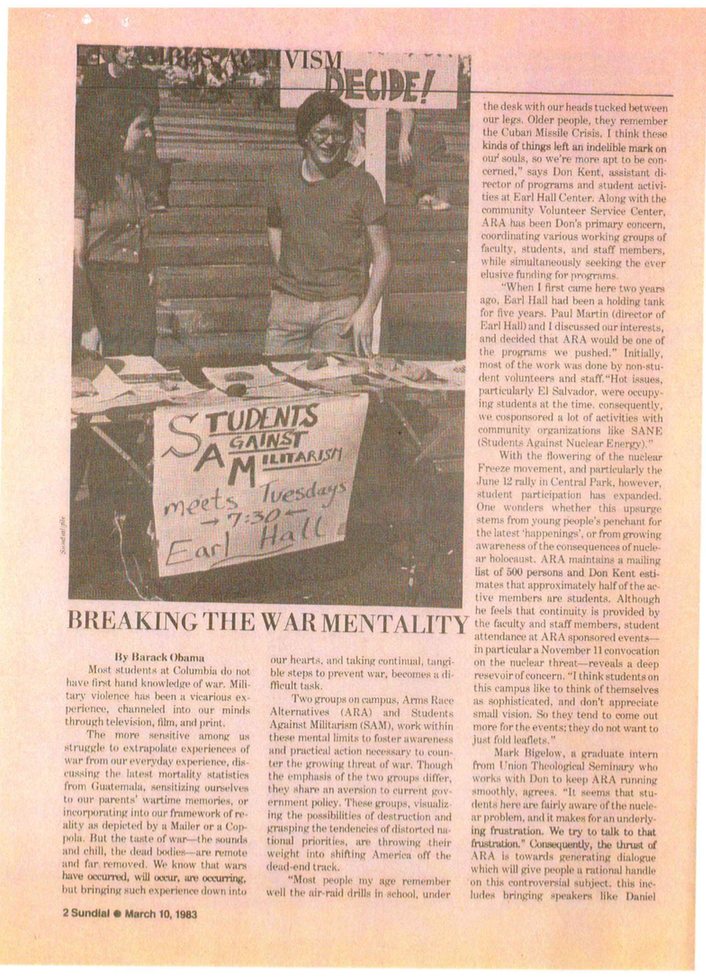 CAMPUS ACTIVISM
DECIDE!
STUDENTS
AGAINST
MILITARISM
meets Tuesdays
→ 7:30 ←
Earl Hall
BREAKING THE WAR MENTALITY
By Barack Obama
Most students at Columbia do not
have first hand knowledge of war. Mili-
tary violence has been a vicarious ex-
perience, channeled into our minds
through television, film, and print.
The more sensitive among us
struggle to extrapolate experiences of
war from our everyday experience, dis-
cussing the latest mortality statistics
from Guatemala, sensitizing ourselves
to our parents' wartime memories, or
incorporating into our framework of re-
ality as depicted by a Mailer or a Cop-
pola. But the taste of war—the sounds
and chill, the dead bodies—are remote
and far removed. We know that wars
have occurred, will occur, are occurring,
but bringing such experience down into
our hearts, and taking continual, tangi-
ble steps to prevent war, becomes a dif-
ficult task.
Two groups on campus, Arms Race
Alternatives (ARA) and Students
Against Militarism (SAM), work within
these mental limits to foster awareness
and practical action necessary to coun-
ter the growing threat of war. Though
the emphasis of the two groups differ,
they share an aversion to current gov-
ernment policy. These groups, visualiz-
ing the possibilities of destruction and
grasping the tendencies of distorted na-
tional priorities, are throwing their
weight into shifting America off the
dead-end track.
"Most people my age remember
well the air-raid drills in school, under
the desk with our heads tucked between
our legs. Older people, they remember
the Cuban Missile Crisis. I think these
kinds of things left an indelible mark on
our souls, so we're more apt to be con-
cerned," says Don Kent, assistant di-
rector of programs and student activi-
ties at Earl Hall Center. Along with the
community Volunteer Service Center,
ARA has been Don's primary concern,
coordinating various working groups of
faculty, students, and staff members,
while simultaneously seeking the ever
elusive funding for programs.
"When I first came here two years
ago, Earl Hall had been a holding tank
for five years. Paul Martin (director of
Earl Hall) and I discussed our interests,
and decided that ARA would be one of
the programs we pushed." Initially,
most of the work was done by non-stu-
dent volunteers and staff."Hot issues,
particularly El Salvador, were occupy-
ing students at the time. consequently,
we cosponsored a lot of activities with
community organizations like SANE
(Students Against Nuclear Energy)."
With the flowering of the nuclear
Freeze movement, and particularly the
June 12 rally in Central Park, however,
student participation has expanded.
One wonders whether this upsurge
stems from young people's penchant for
the latest 'happenings', or from growing
awareness of the consequences of nucle-
ar holocaust. ARA maintains a mailing
list of 500 persons and Don Kent esti-
mates that approximately half of the ac-
tive members are students. Although
he feels that continuity is provided by
the faculty and staff members, student
attendance at ARA sponsored events—
in particular a November 11 convocation
on the nuclear threat—reveals a deep
resevoir of concern. "I think students on
this campus like to think of themselves
as sophisticated, and don't appreciate
small vision. So they tend to come out
more for the events; they do not want to
just fold leaflets."
Mark Bigelow, a graduate intern
from Union Theological Seminary who
works with Don to keep ARA running
smoothly, agrees. "It seems that stu-
dents here are fairly aware of the nucle-
ar problem, and it makes for an underly-
ing frustration. We try to talk to that
frustration." Consequently, the thrust of
ARA is towards generating dialogue
which will give people a rational handle
on this controversial subject. this in-
cludes bringing speakers like Daniel
2 Sundial ● March 10, 1983